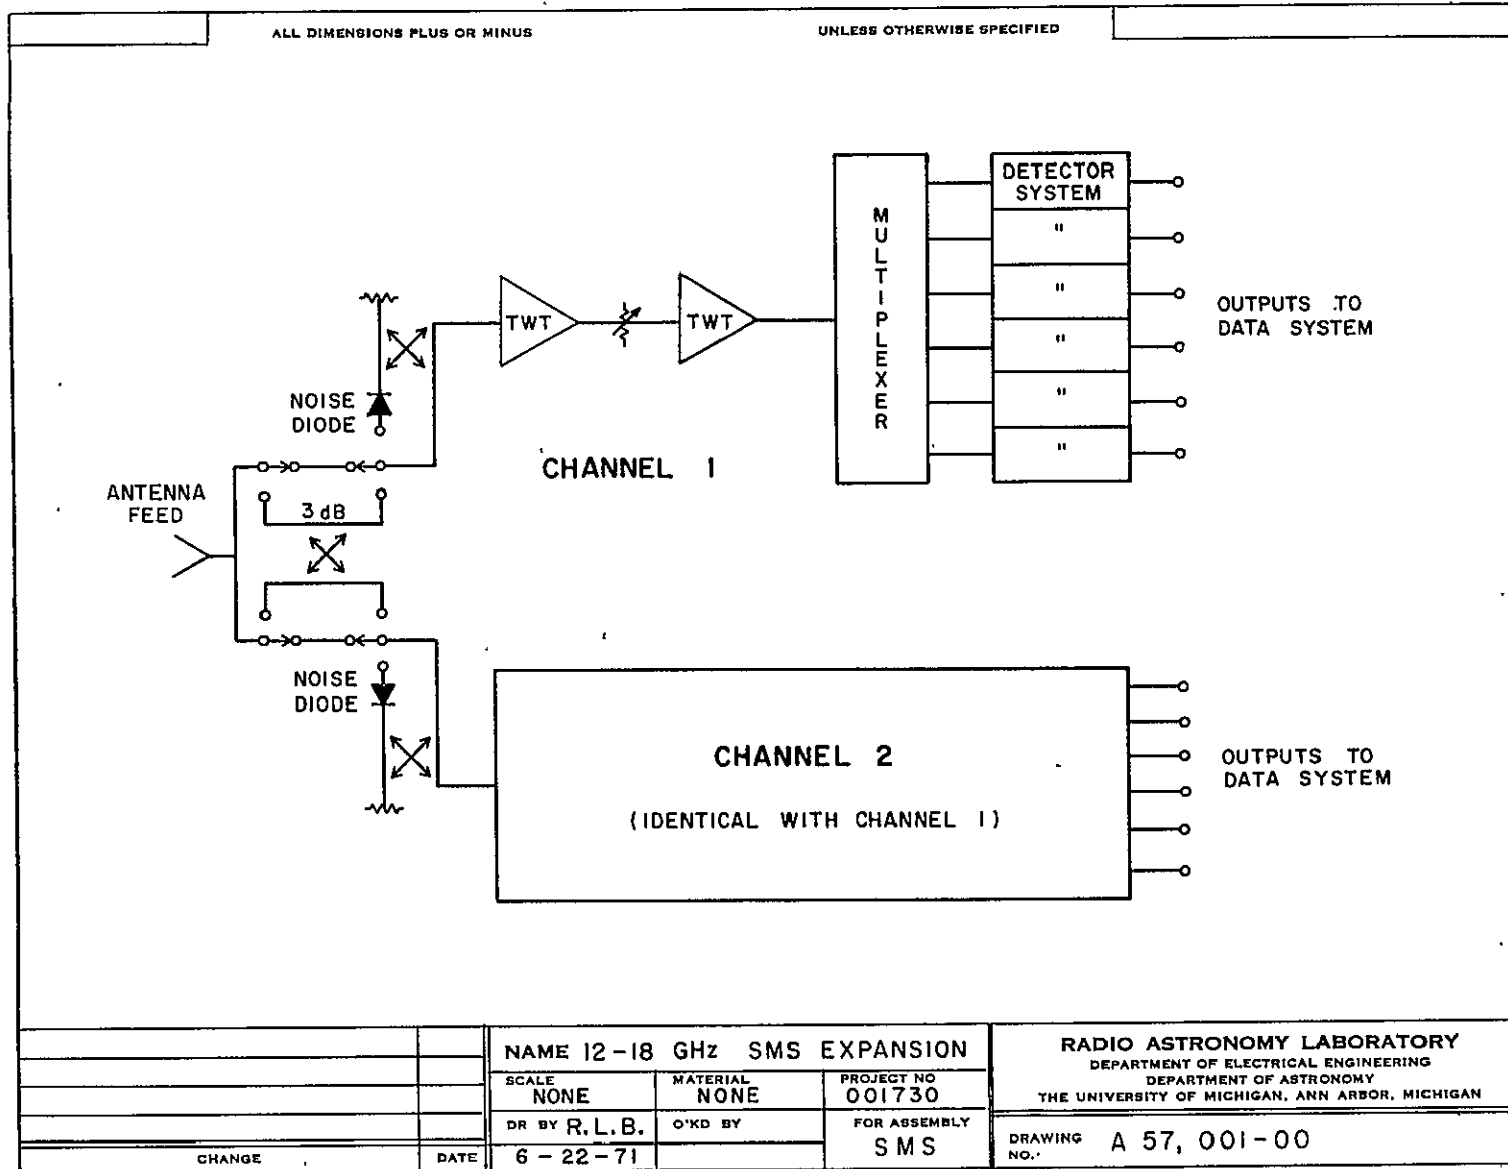 ALL DIMENSIONS PLUS OR MINUS
UNLESS OTHERWISE SPECIFIED
DETECTOR
SYSTEM
"
"
"
"
"
MULTIPLEXER
OUTPUTS TO
DATA SYSTEM
TWT
TWT
NOISE
DIODE
CHANNEL 1
ANTENNA
FEED
3 dB
NOISE
DIODE
CHANNEL 2
(IDENTICAL WITH CHANNEL 1)
OUTPUTS TO
DATA SYSTEM
CHANGE
DATE
NAME 12-18 GHz SMS EXPANSION
SCALE
NONE
MATERIAL
NONE
PROJECT NO
001730
DR BY R.L.B.
O'KD BY
FOR ASSEMBLY
SMS
6-22-71
RADIO ASTRONOMY LABORATORY
DEPARTMENT OF ELECTRICAL ENGINEERING
DEPARTMENT OF ASTRONOMY
THE UNIVERSITY OF MICHIGAN, ANN ARBOR, MICHIGAN
DRAWING
NO.
A 57, 001-00